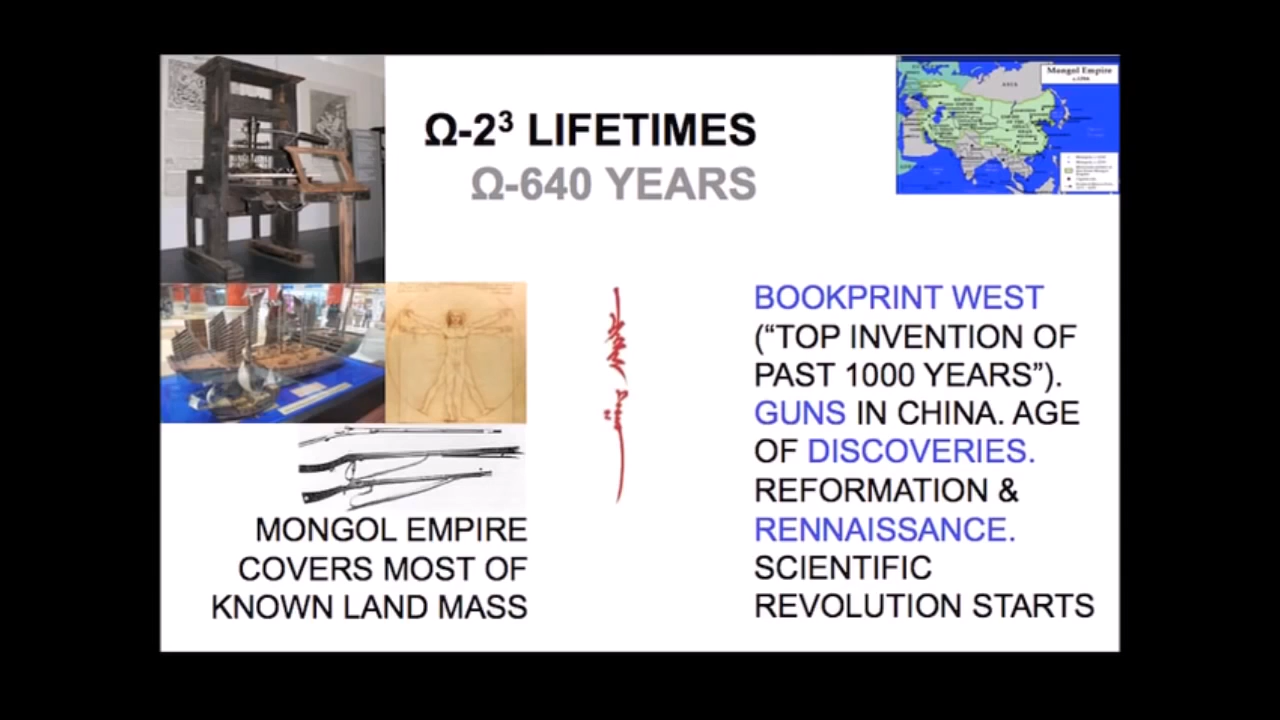 Ω-2³ LIFETIMES
Ω-640 YEARS
Mongol Empire
ASIA
BOOKPRINT WEST
(“TOP INVENTION OF
PAST 1000 YEARS”).
GUNS IN CHINA. AGE
OF DISCOVERIES.
REFORMATION &
RENNAISSANCE.
SCIENTIFIC
REVOLUTION STARTS
MONGOL EMPIRE
COVERS MOST OF
KNOWN LAND MASS